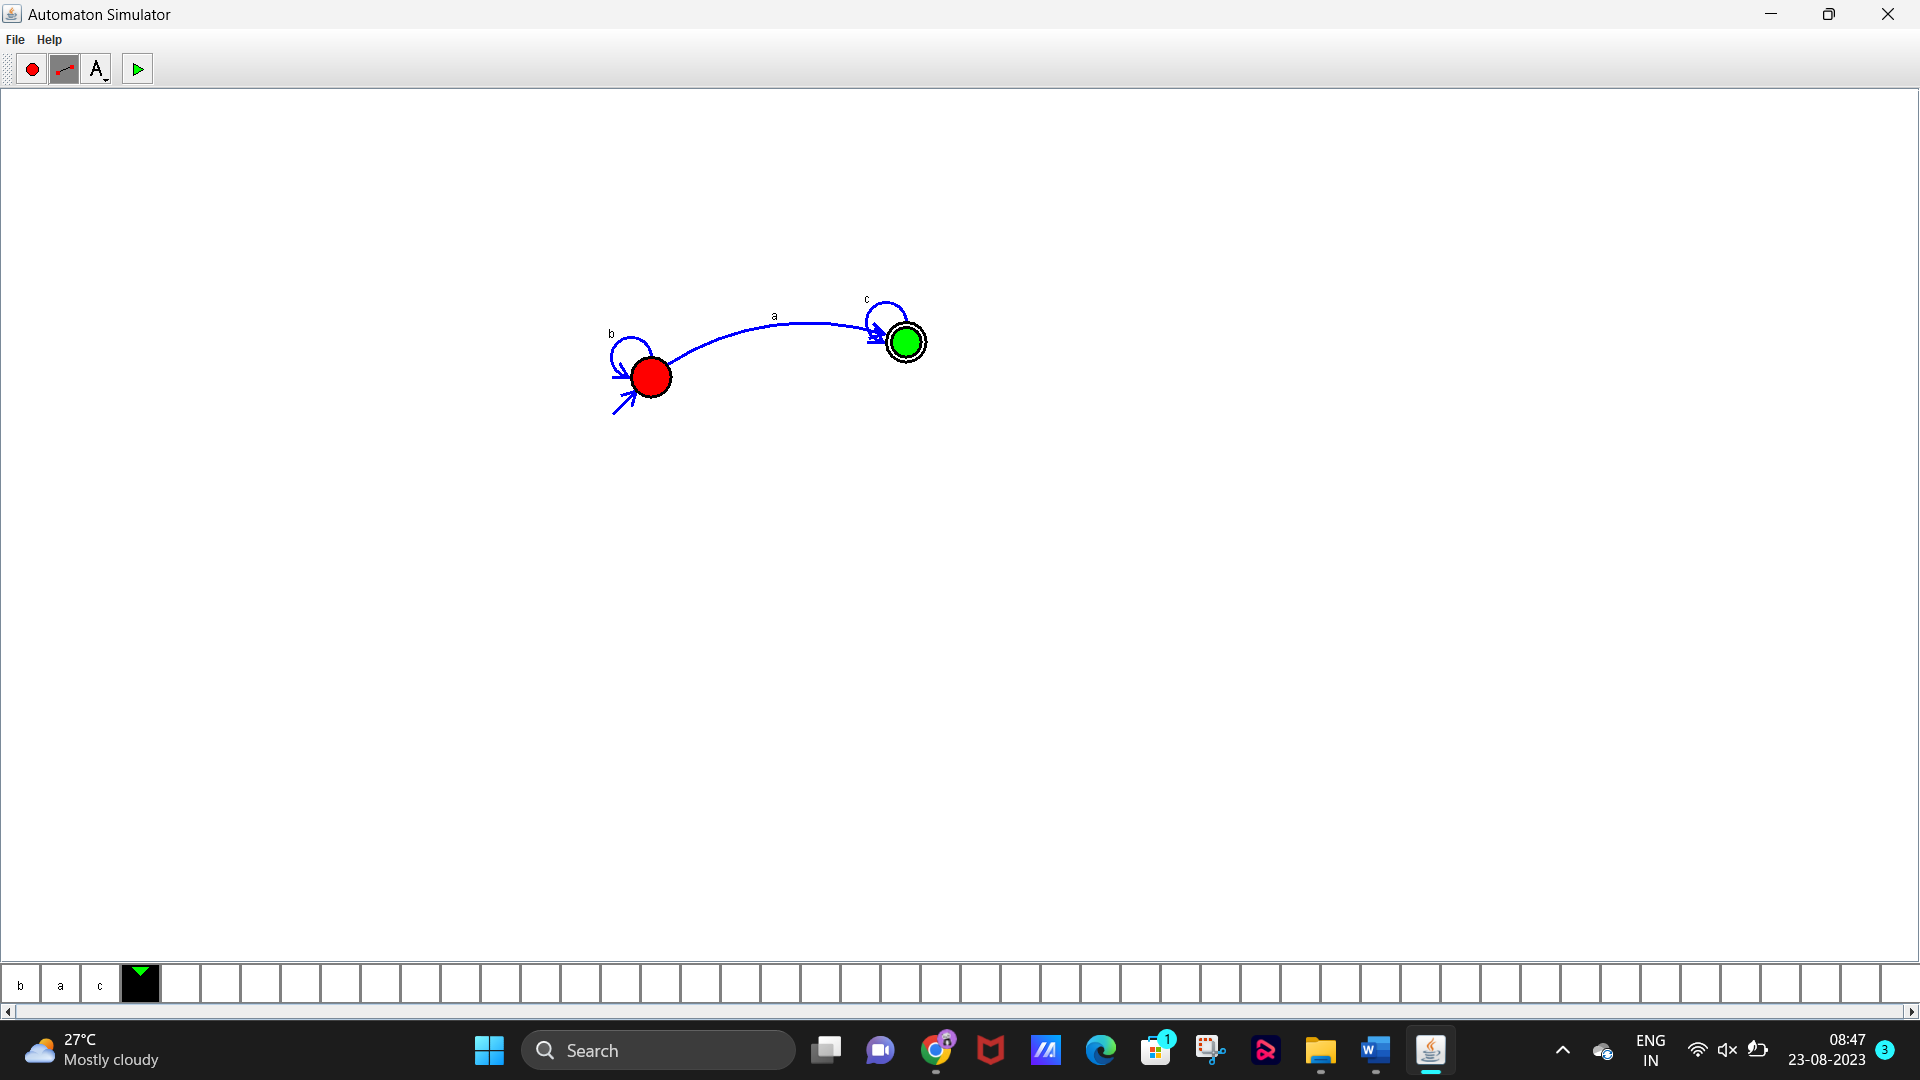 Automaton Simulator
File Help
A
c
a
b
b a c
27°C
Mostly cloudy
Search
1
ENG
IN
08:47
23-08-2023
3